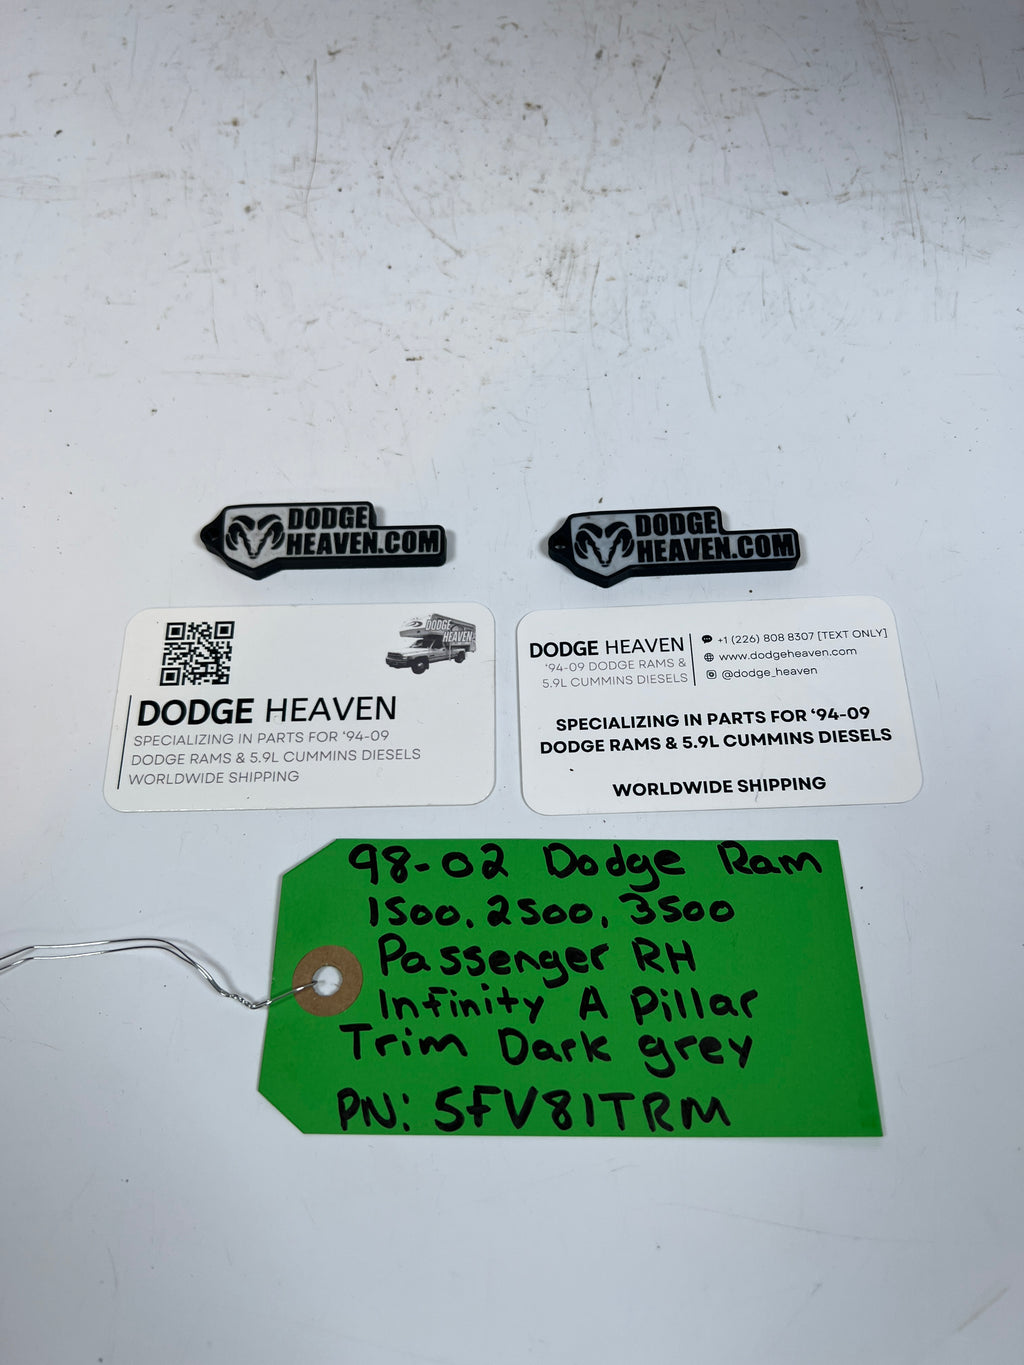 DODGE
HEAVEN.COM
DODGE
HEAVEN.COM
DODGE
HEAVEN
DODGE HEAVEN
SPECIALIZING IN PARTS FOR '94-09
DODGE RAMS & 5.9L CUMMINS DIESELS
WORLDWIDE SHIPPING
DODGE HEAVEN
'94-09 DODGE RAMS &
5.9L CUMMINS DIESELS
+1 (226) 808 8307 [TEXT ONLY]
www.dodgeheaven.com
@dodge_heaven
SPECIALIZING IN PARTS FOR '94-09
DODGE RAMS & 5.9L CUMMINS DIESELS
WORLDWIDE SHIPPING
98-02 Dodge Ram
1500, 2500, 3500
Passenger RH
Infinity A Pillar
Trim Dark grey
PN: 5FV81TRM